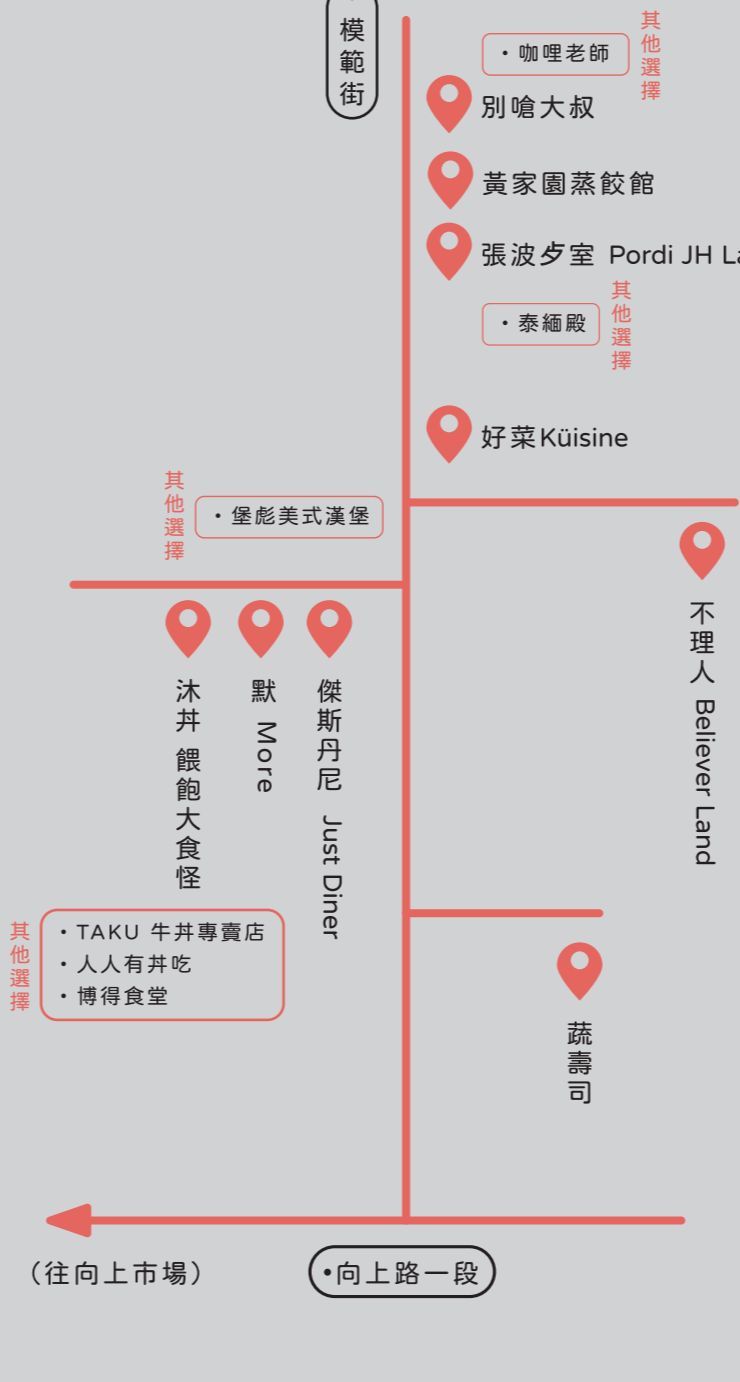 模範街
・咖哩老師
其他選擇
別嗆大叔
黃家園蒸餃館
張波歺室 Pordi JH La
其他選擇
・泰緬殿
好菜Küisine
其他選擇
・堡彪美式漢堡
不理人 Believer Land
沐丼 餵飽大食怪
默 More
傑斯丹尼 Just Diner
其他選擇
・TAKU 牛丼專賣店
・人人有丼吃
・博得食堂
蔬壽司
（往向上市場）
•向上路一段